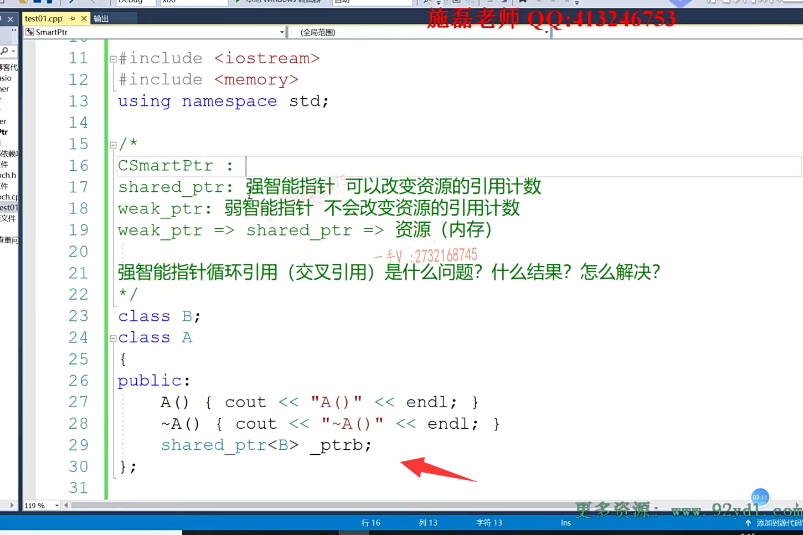 施磊老师 QQ:413246753
test01.cpp 输出
SmartPtr (全局范围)
11 #include <iostream>
12 #include <memory>
13 using namespace std;
14
15 /*
16 CSmartPtr :
17 shared_ptr: 强智能指针 可以改变资源的引用计数
18 weak_ptr: 弱智能指针 不会改变资源的引用计数
19 weak_ptr => shared_ptr => 资源（内存）
20
一手V :2732168745
21 强智能指针循环引用（交叉引用）是什么问题？什么结果？怎么解决？
22 */
23 class B;
24 class A
25 {
26 public:
27 A() { cout << "A()" << endl; }
28 ~A() { cout << "~A()" << endl; }
29 shared_ptr<B> _ptrb;
30 };
31
119 %
更多资源: www.92yd1.com
行 16 列 13 字符 13 Ins 添加到源代码